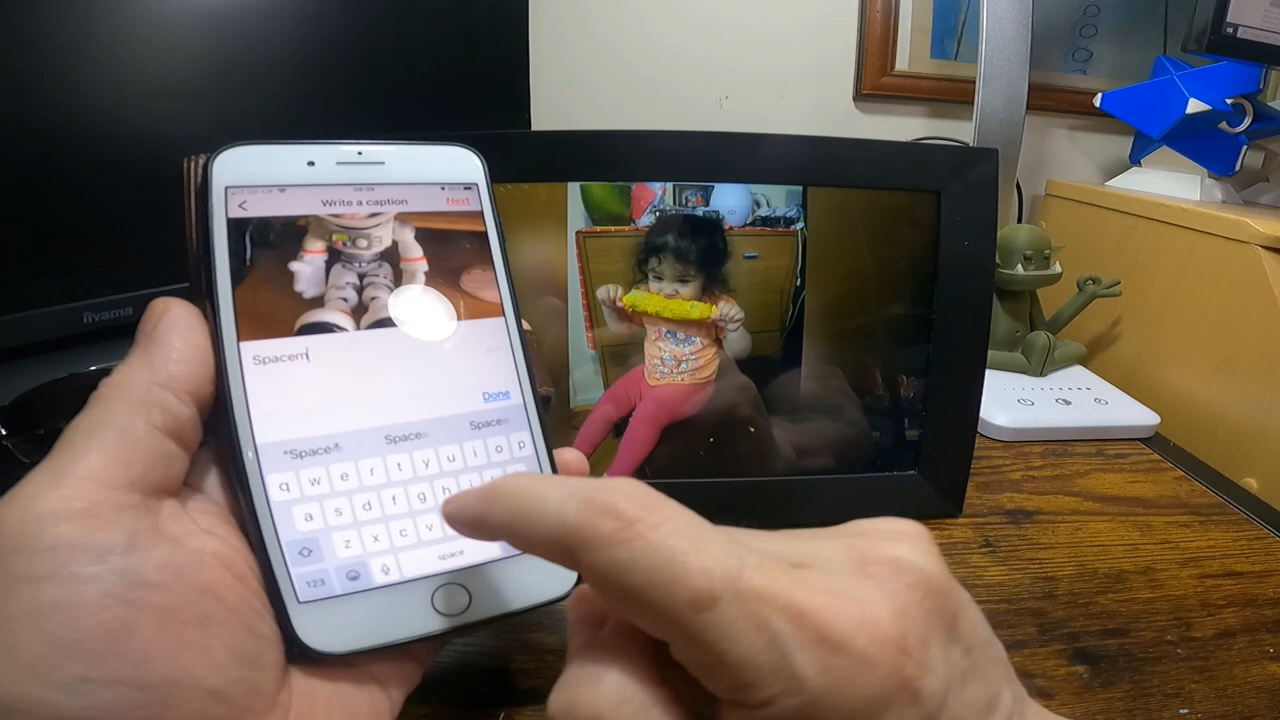 iiyama
Write a caption
Next
Spacem
Done
"Space
Space
Space
q w e r t y u i o p
a s d f g h
z x c v
123
space